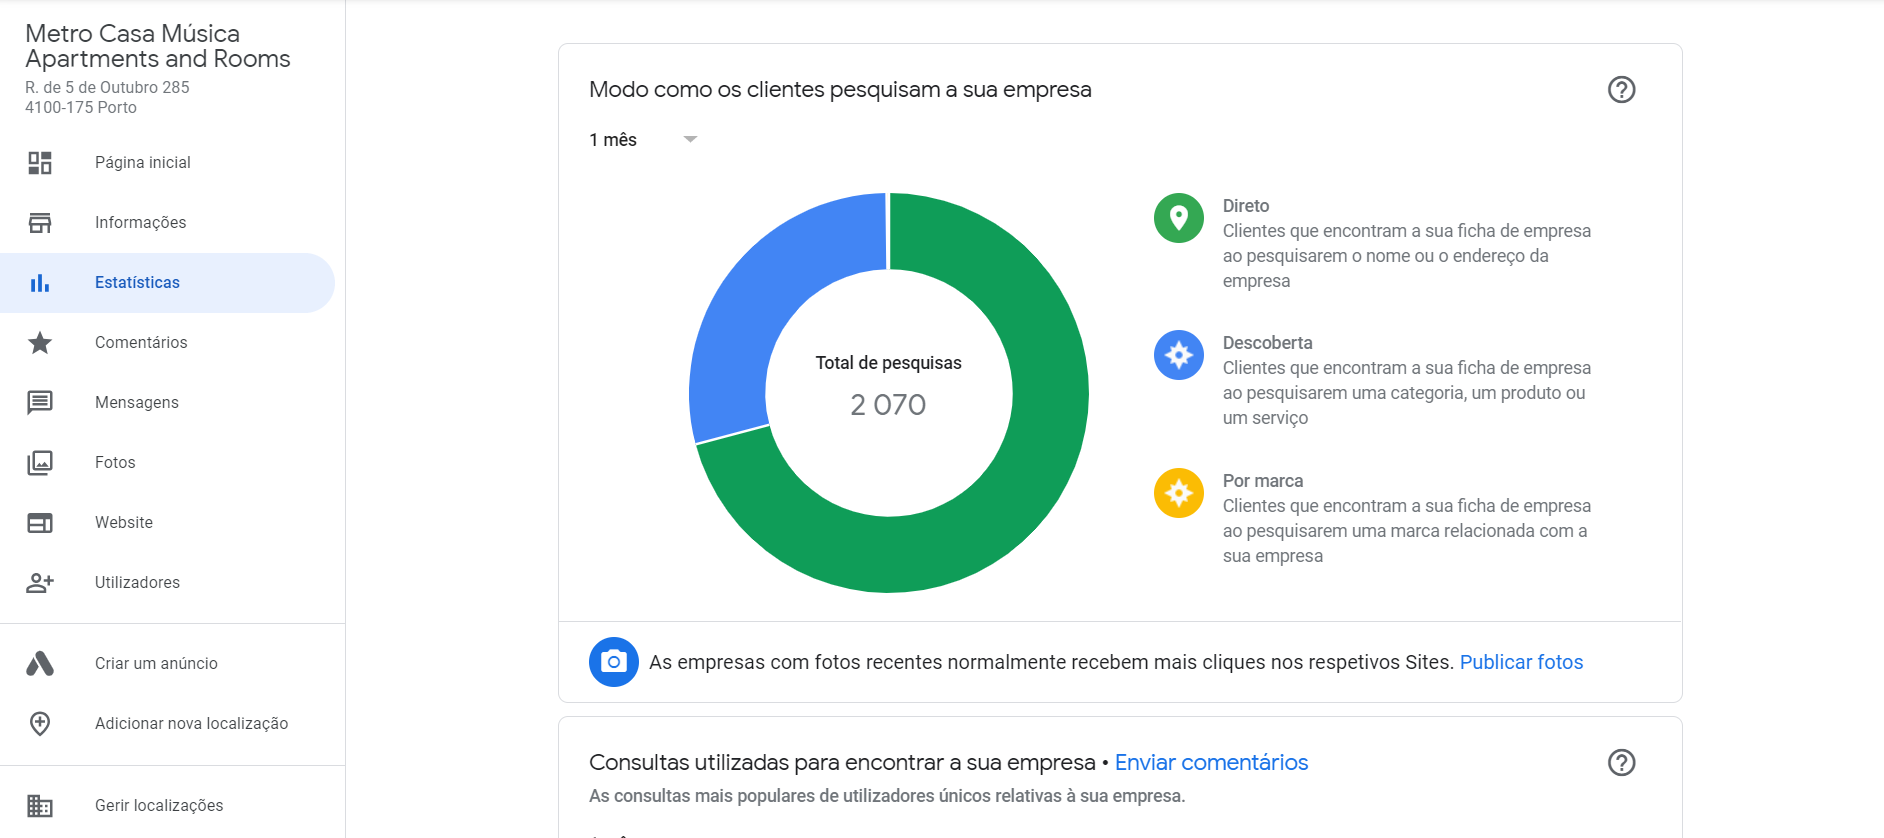 Metro Casa Música
Apartments and Rooms
R. de 5 de Outubro 285
4100-175 Porto
Página inicial
Informações
Estatísticas
Comentários
Mensagens
Fotos
Website
Utilizadores
Criar um anúncio
Adicionar nova localização
Gerir localizações
Modo como os clientes pesquisam a sua empresa
1 mês
Total de pesquisas
2 070
Direto
Clientes que encontram a sua ficha de empresa
ao pesquisarem o nome ou o endereço da
empresa
Descoberta
Clientes que encontram a sua ficha de empresa
ao pesquisarem uma categoria, um produto ou
um serviço
Por marca
Clientes que encontram a sua ficha de empresa
ao pesquisarem uma marca relacionada com a
sua empresa
As empresas com fotos recentes normalmente recebem mais cliques nos respetivos Sites. Publicar fotos
Consultas utilizadas para encontrar a sua empresa • Enviar comentários
As consultas mais populares de utilizadores únicos relativas à sua empresa.